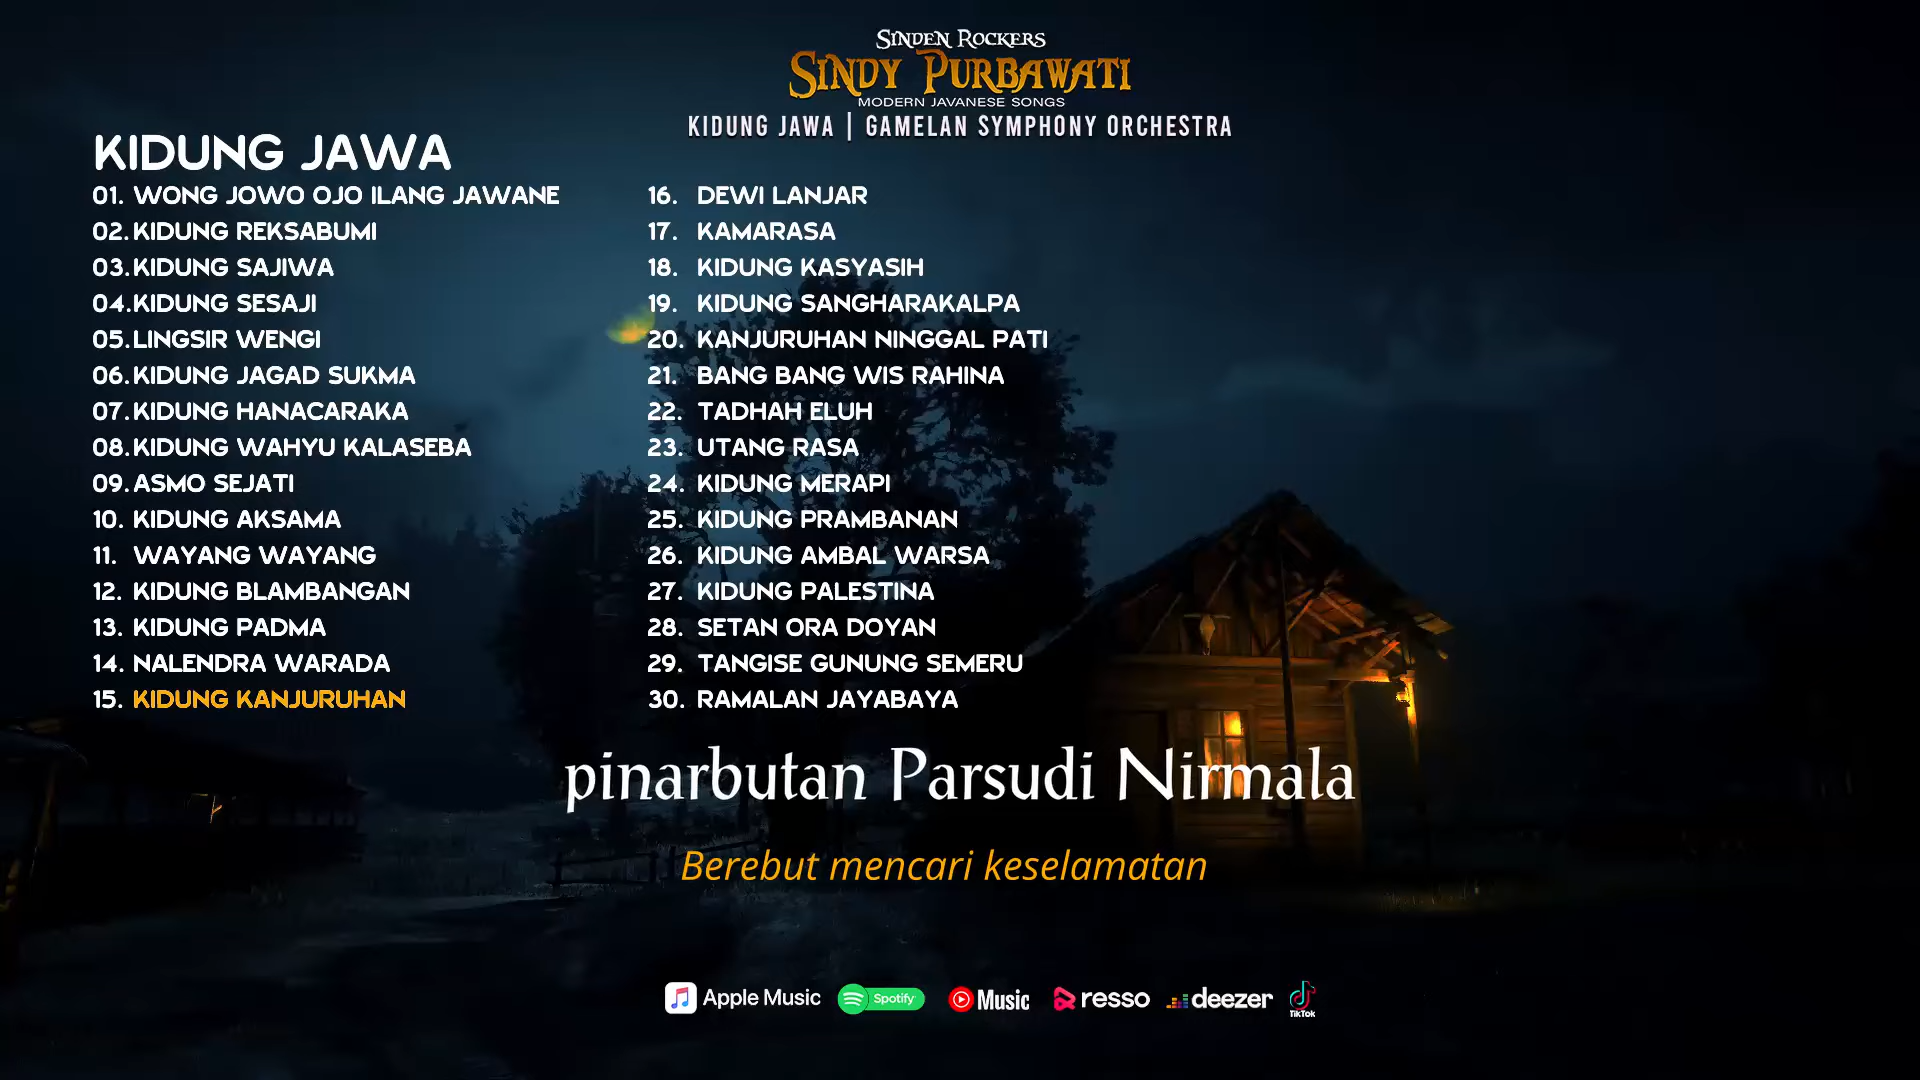 SINDEN ROCKERS
SINDY PURBAWATI
MODERN JAVANESE SONGS
KIDUNG JAWA | GAMELAN SYMPHONY ORCHESTRA
KIDUNG JAWA
01. WONG JOWO OJO ILANG JAWANE
02. KIDUNG REKSABUMI
03. KIDUNG SAJIWA
04. KIDUNG SESAJI
05. LINGSIR WENGI
06. KIDUNG JAGAD SUKMA
07. KIDUNG HANACARAKA
08. KIDUNG WAHYU KALASEBA
09. ASMO SEJATI
10. KIDUNG AKSAMA
11. WAYANG WAYANG
12. KIDUNG BLAMBANGAN
13. KIDUNG PADMA
14. NALENDRA WARADA
15. KIDUNG KANJURUHAN
16. DEWI LANJAR
17. KAMARASA
18. KIDUNG KASYASIH
19. KIDUNG SANGHARAKALPA
20. KANJURUHAN NINGGAL PATI
21. BANG BANG WIS RAHINA
22. TADHAH ELUH
23. UTANG RASA
24. KIDUNG MERAPI
25. KIDUNG PRAMBANAN
26. KIDUNG AMBAL WARSA
27. KIDUNG PALESTINA
28. SETAN ORA DOYAN
29. TANGISE GUNUNG SEMERU
30. RAMALAN JAYABAYA
pinarbutan Parsudi Nirmala
Berebut mencari keselamatan
Apple Music Spotify Music resso deezer TikTok